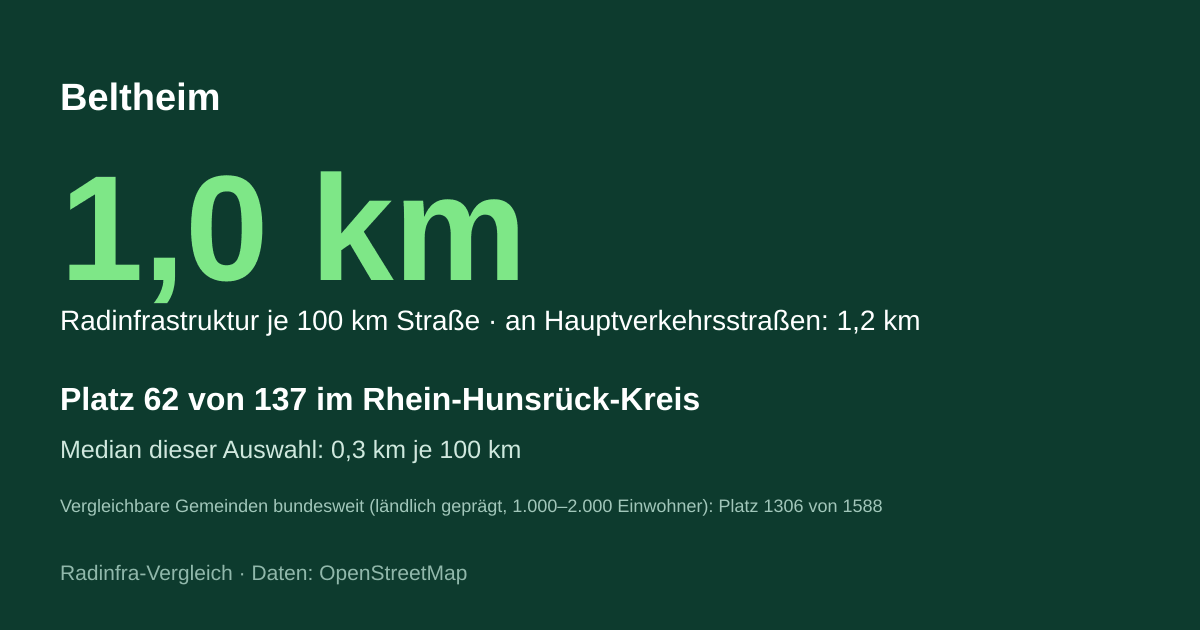 Beltheim
1,0 km
Radinfrastruktur je 100 km Straße · an Hauptverkehrsstraßen: 1,2 km
Platz 62 von 137 im Rhein-Hunsrück-Kreis
Median dieser Auswahl: 0,3 km je 100 km
Vergleichbare Gemeinden bundesweit (ländlich geprägt, 1.000–2.000 Einwohner): Platz 1306 von 1588
Radinfra-Vergleich · Daten: OpenStreetMap